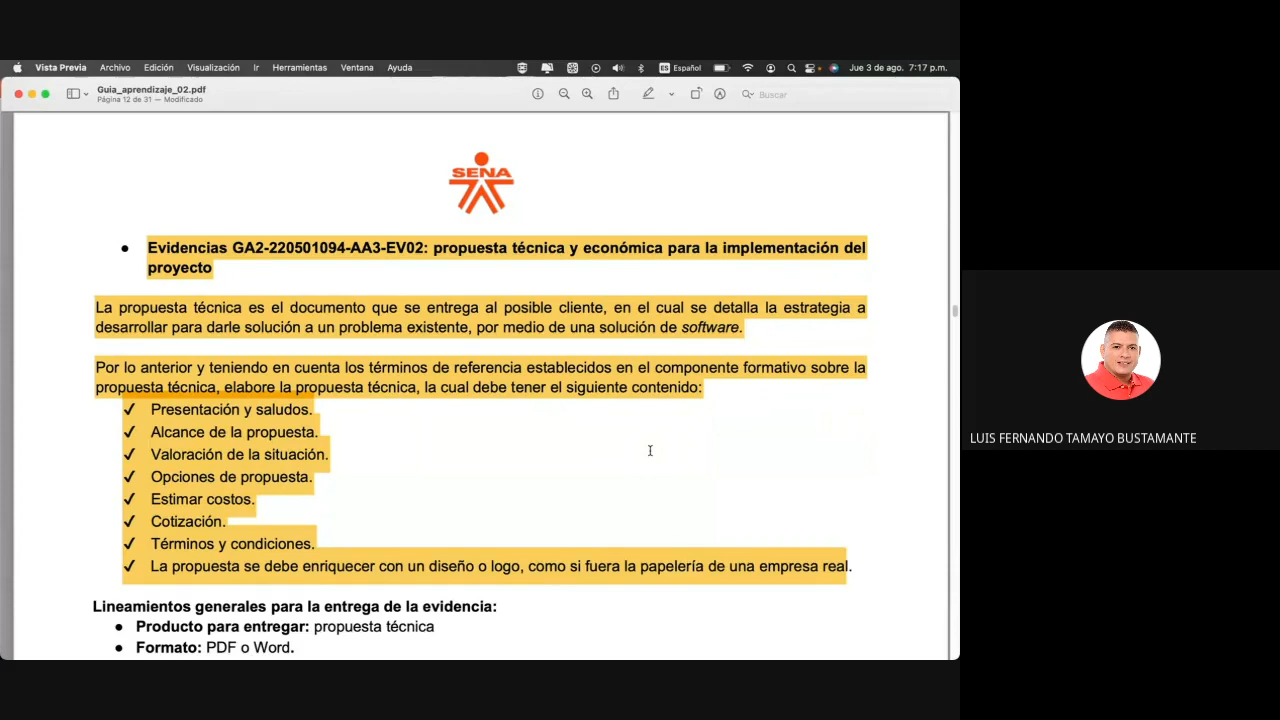 Vista Previa Archivo Edición Visualización Ir Herramientas Ventana Ayuda Español Jue 3 de ago. 7:17 p.m.
Guia_aprendizaje_02.pdf
Página 12 de 31 — Modificado
Buscar
SENA
● Evidencias GA2-220501094-AA3-EV02: propuesta técnica y económica para la implementación del
proyecto
La propuesta técnica es el documento que se entrega al posible cliente, en el cual se detalla la estrategia a
desarrollar para darle solución a un problema existente, por medio de una solución de software.
Por lo anterior y teniendo en cuenta los términos de referencia establecidos en el componente formativo sobre la
propuesta técnica, elabore la propuesta técnica, la cual debe tener el siguiente contenido:
✓ Presentación y saludos.
✓ Alcance de la propuesta.
✓ Valoración de la situación.
✓ Opciones de propuesta.
✓ Estimar costos.
✓ Cotización.
✓ Términos y condiciones.
✓ La propuesta se debe enriquecer con un diseño o logo, como si fuera la papelería de una empresa real.
Lineamientos generales para la entrega de la evidencia:
● Producto para entregar: propuesta técnica
● Formato: PDF o Word.
LUIS FERNANDO TAMAYO BUSTAMANTE